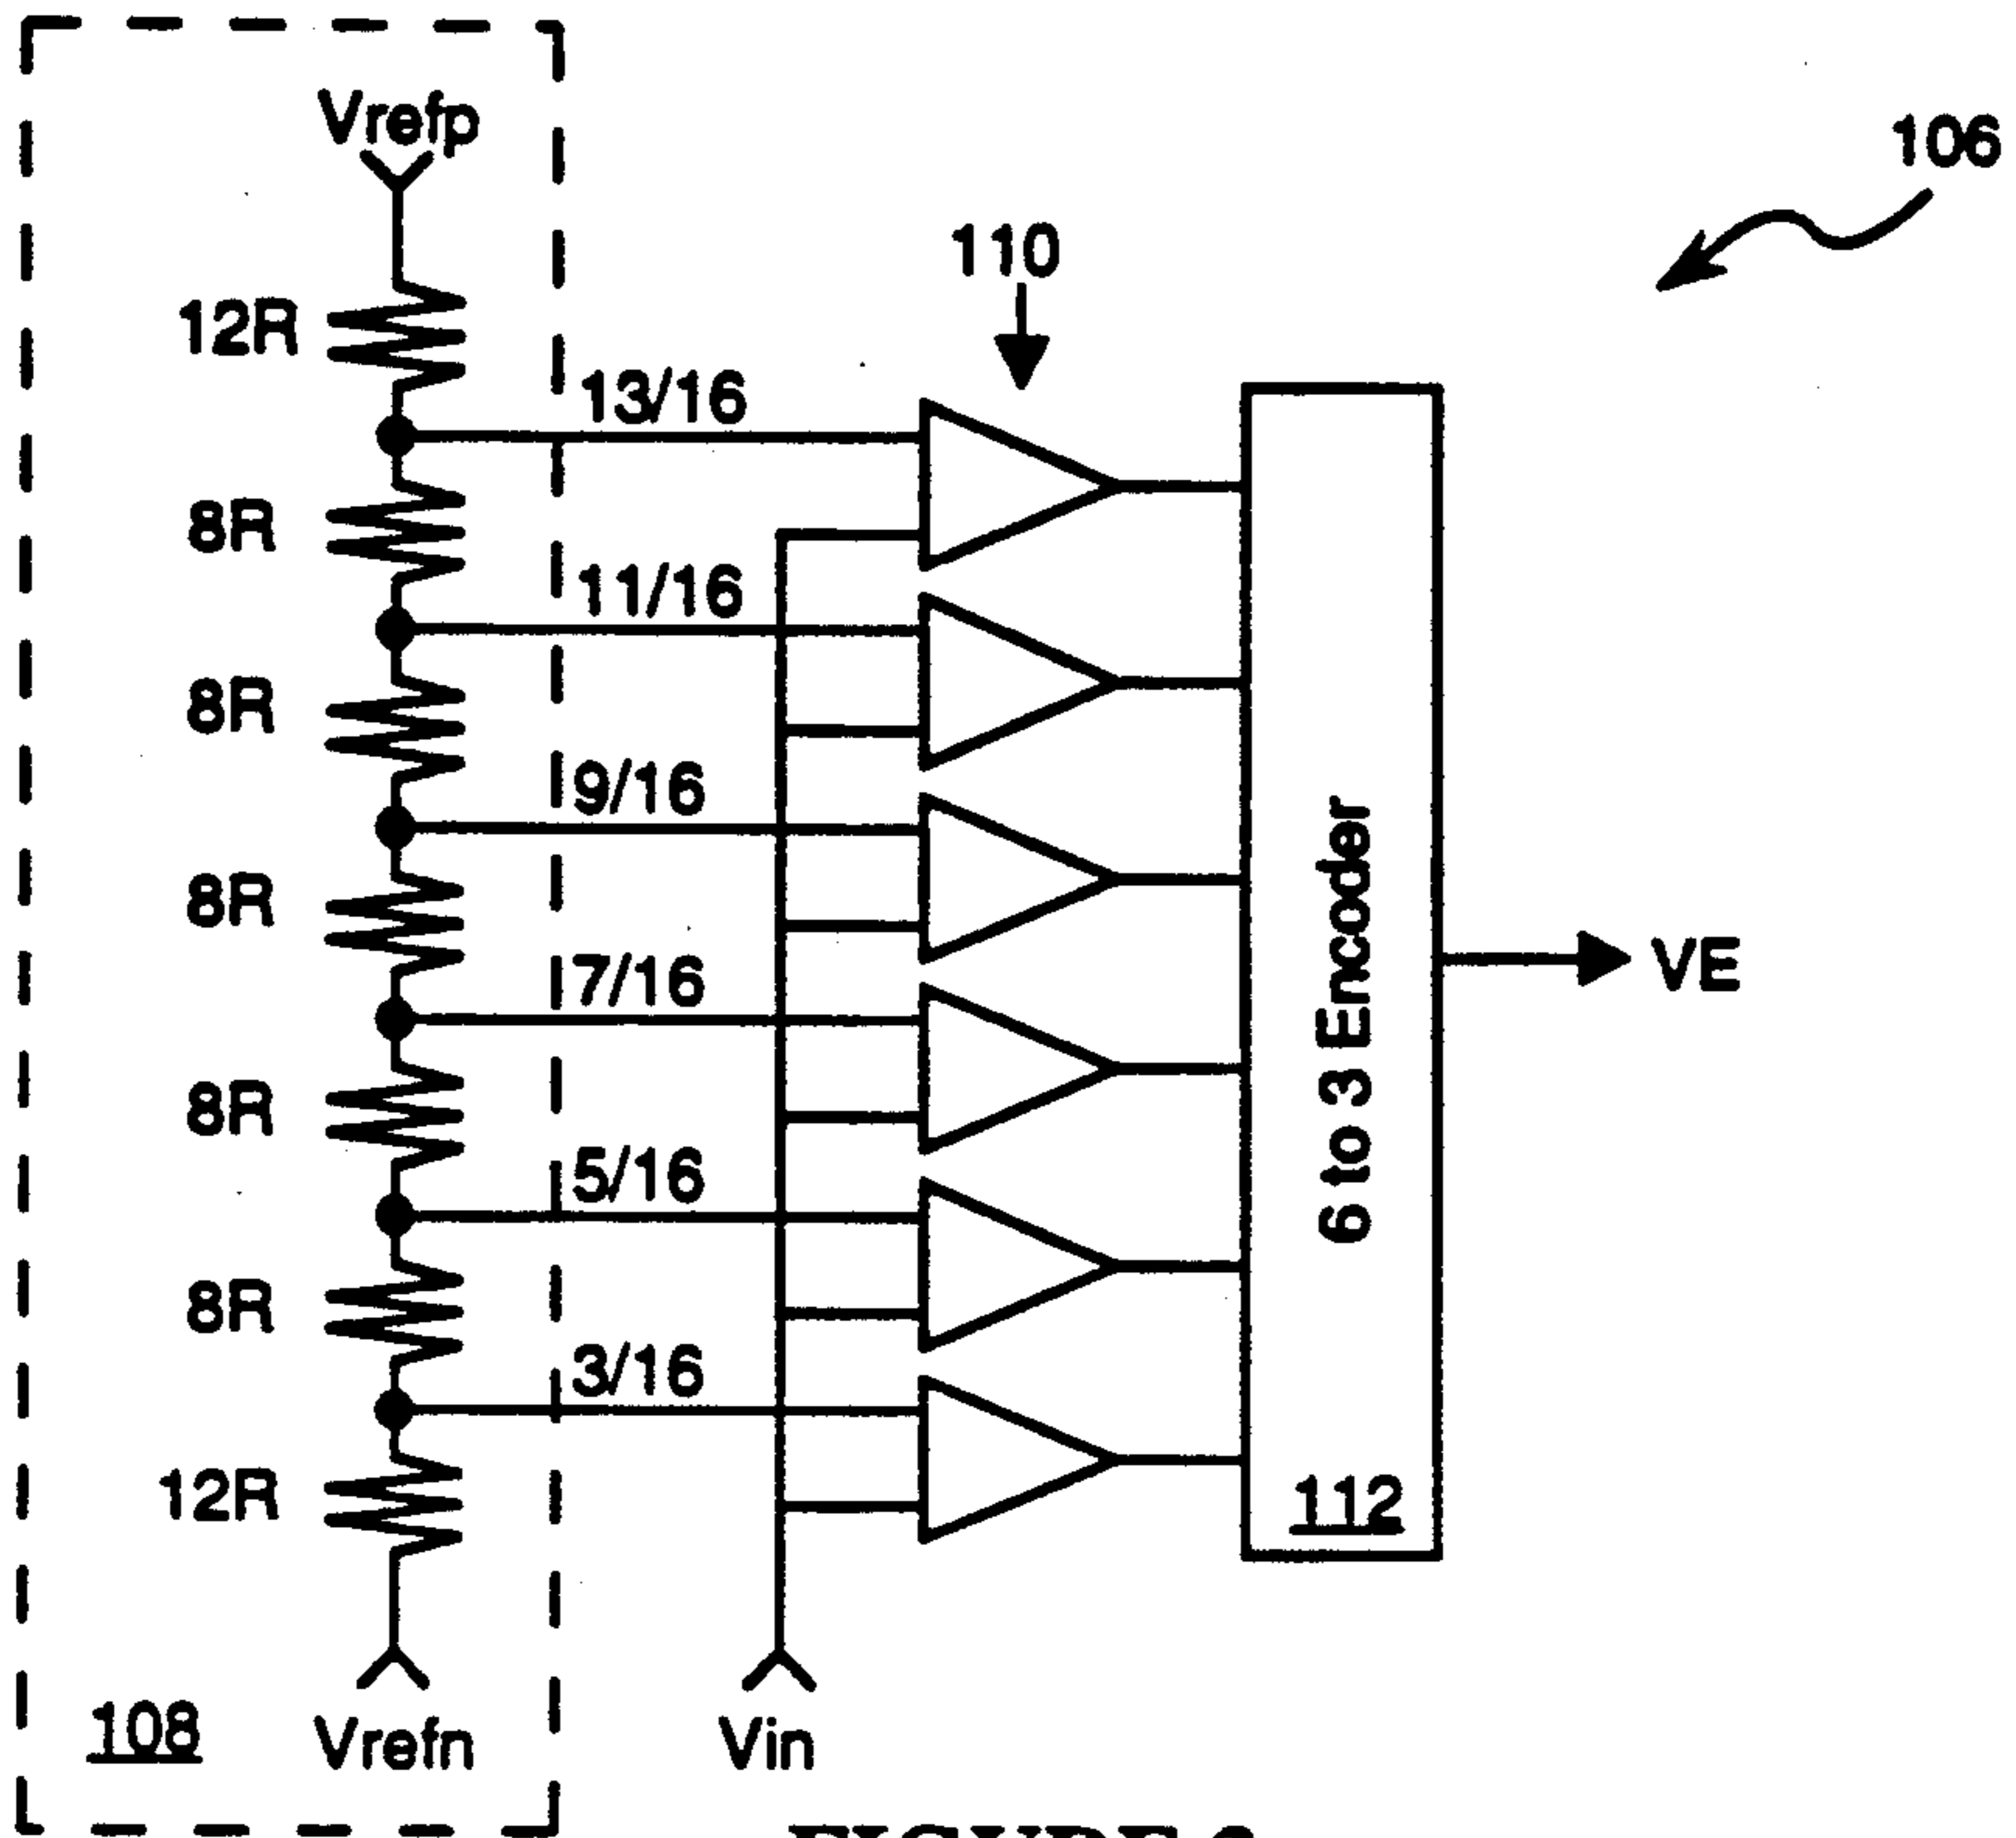 Vrefp
106
110
12R
13/16
8R
11/16
8R
9/16
8R
7/16
8R
5/16
8R
3/16
12R
6 to 3 Encoder
VE
112
108
Vrefn
Vin